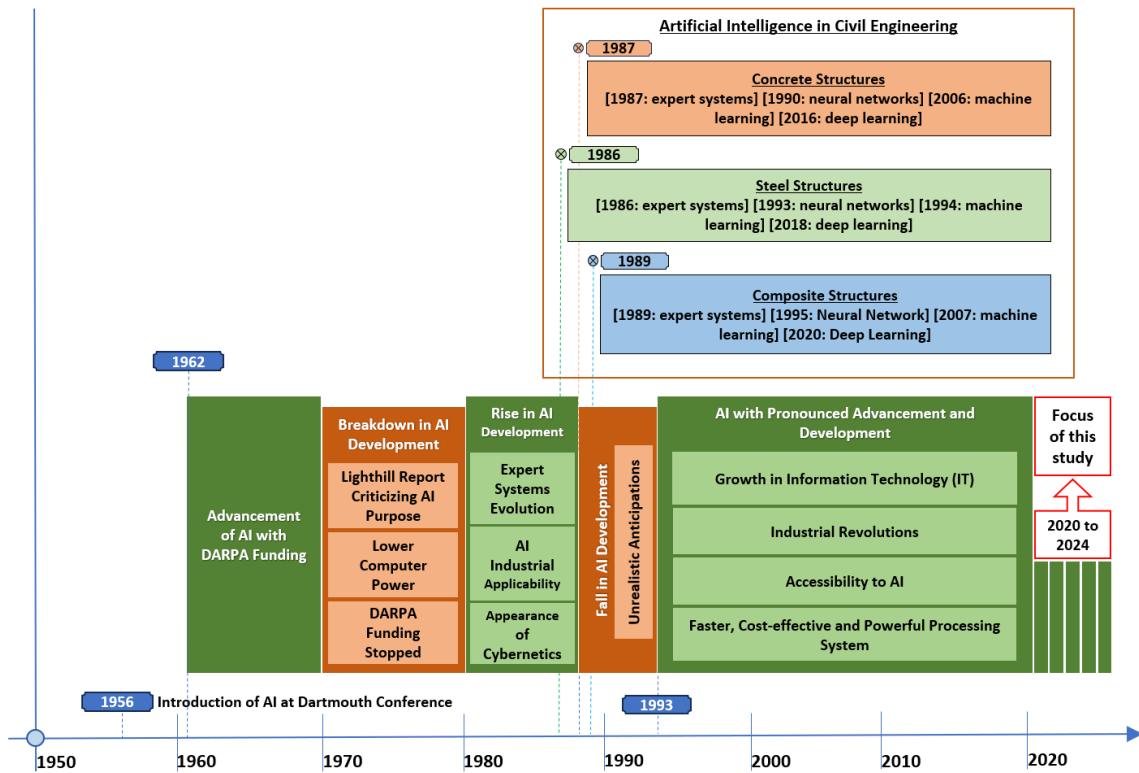 Artificial Intelligence in Civil Engineering
1987
Concrete Structures
[1987: expert systems] [1990: neural networks] [2006: machine
learning] [2016: deep learning]
1986
Steel Structures
[1986: expert systems] [1993: neural networks] [1994: machine
learning] [2018: deep learning]
1989
Composite Structures
[1989: expert systems] [1995: Neural Network] [2007: machine
learning] [2020: Deep Learning]
1962
Advancement
of AI with
DARPA Funding
Breakdown in AI
Development
Lighthill Report
Criticizing AI
Purpose
Lower
Computer
Power
DARPA
Funding
Stopped
Rise in AI
Development
Expert
Systems
Evolution
AI
Industrial
Applicability
Appearance
of
Cybernetics
Fall in AI Development
Unrealistic Anticipations
AI with Pronounced Advancement and
Development
Growth in Information Technology (IT)
Industrial Revolutions
Accessibility to AI
Faster, Cost-effective and Powerful Processing
System
Focus
of this
study
2020 to
2024
1956
Introduction of AI at Dartmouth Conference
1993
1950
1960
1970
1980
1990
2000
2010
2020